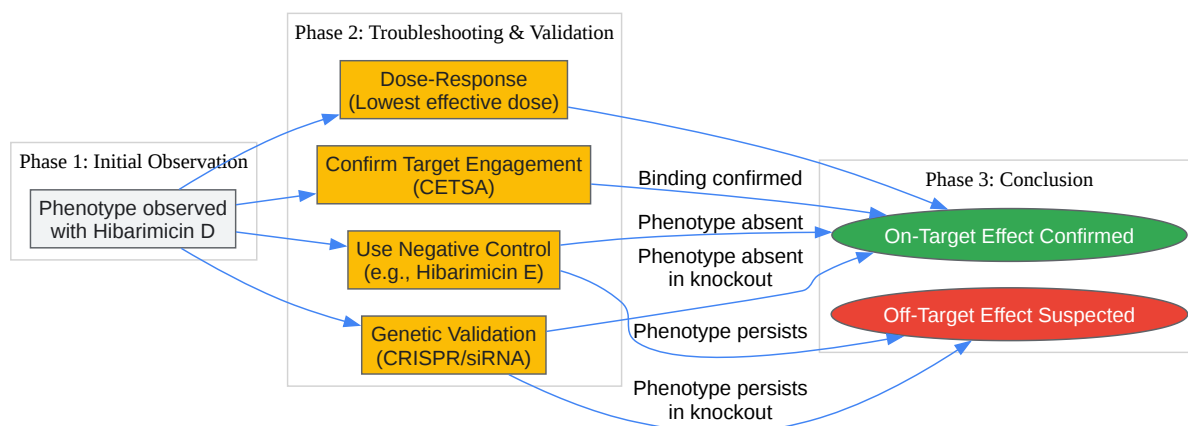 Phase 1: Initial Observation
Phenotype observed
with Hibarimicin D
Phase 2: Troubleshooting & Validation
Dose-Response
(Lowest effective dose)
Confirm Target Engagement
(CETSA)
Use Negative Control
(e.g., Hibarimicin E)
Genetic Validation
(CRISPR/siRNA)
Binding confirmed
Phenotype absent
Phenotype absent
in knockout
Phenotype persists
Phenotype persists
in knockout
Phase 3: Conclusion
On-Target Effect Confirmed
Off-Target Effect Suspected